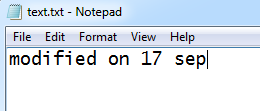 text.txt - Notepad
File Edit Format View Help
modified on 17 sep